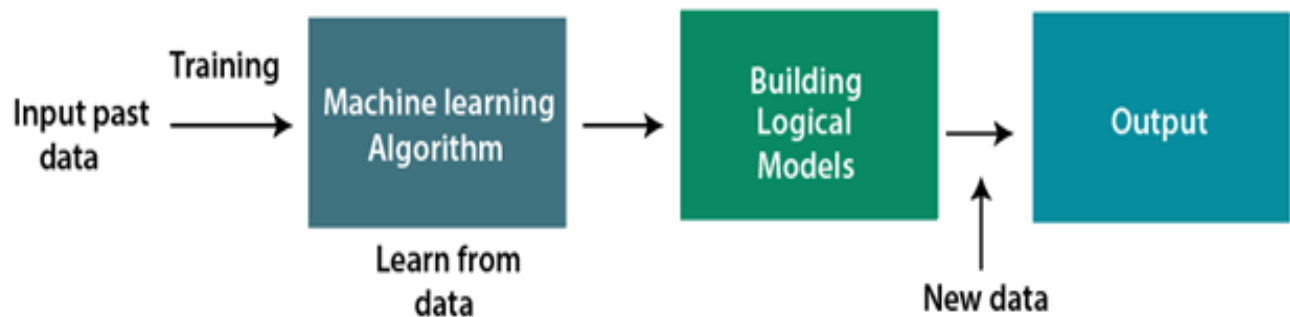 Training
Input past
data
Machine learning
Algorithm
Learn from
data
Building
Logical
Models
New data
Output